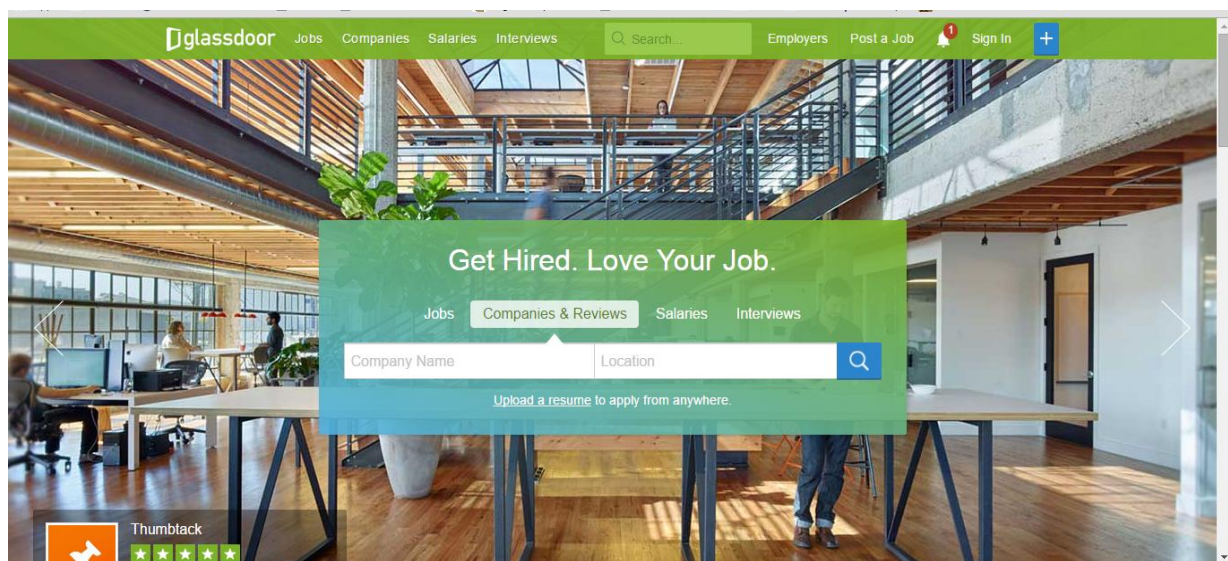 glassdoor Jobs Companies Salaries Interviews Search... Employers Post a Job 1 Sign In +
Get Hired. Love Your Job.
Jobs Companies & Reviews Salaries Interviews
Company Name Location
Upload a resume to apply from anywhere.
Thumbtack